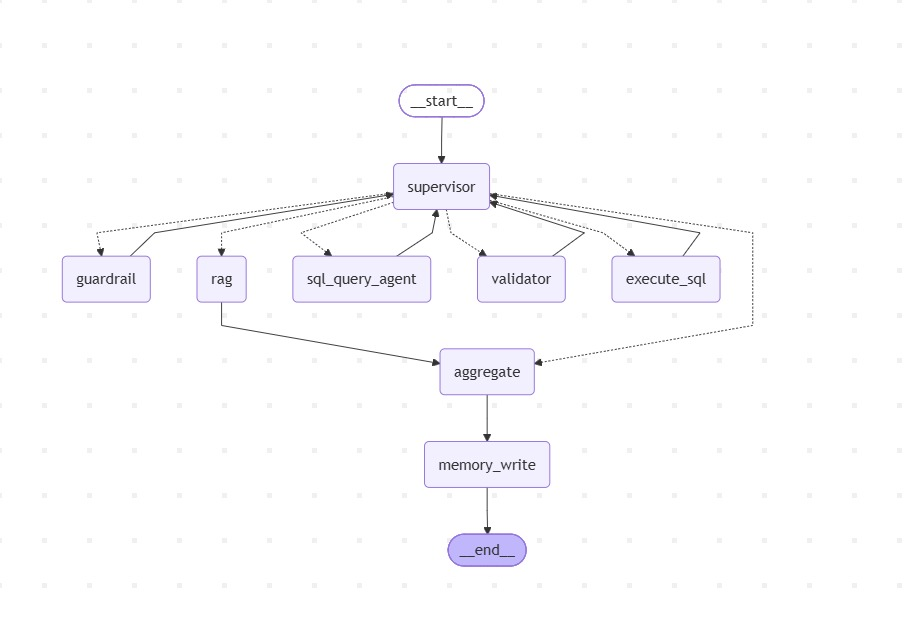 __start__
supervisor
guardrail
rag
sql_query_agent
validator
execute_sql
aggregate
memory_write
__end__